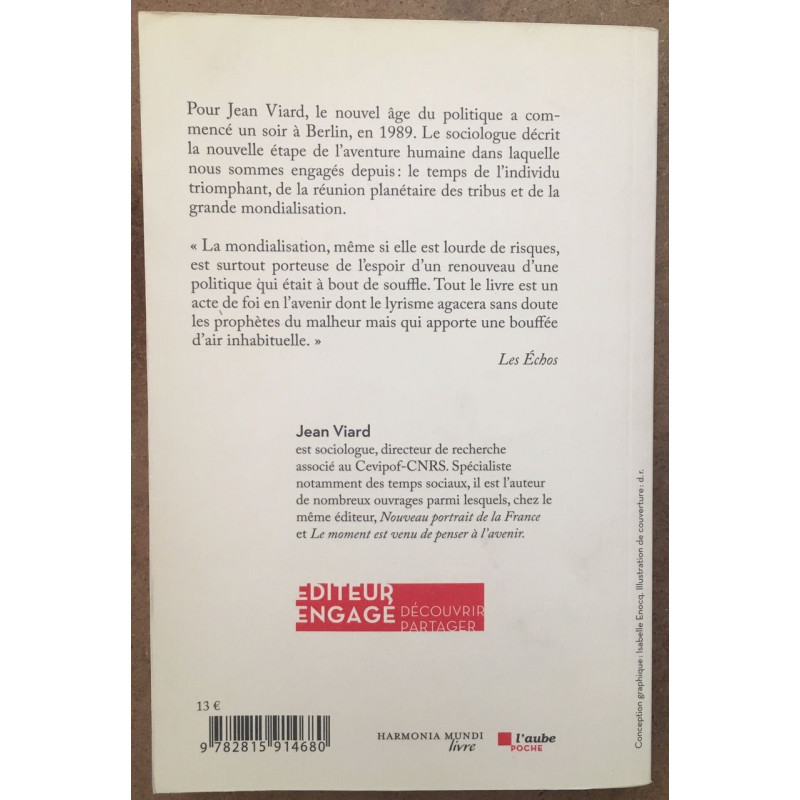 Pour Jean Viard, le nouvel âge du politique a com-
mencé un soir à Berlin, en 1989. Le sociologue décrit
la nouvelle étape de l'aventure humaine dans laquelle
nous sommes engagés depuis : le temps de l'individu
triomphant, de la réunion planétaire des tribus et de la
grande mondialisation.
« La mondialisation, même si elle est lourde de risques,
est surtout porteuse de l'espoir d'un renouveau d'une
politique qui était à bout de souffle. Tout le livre est un
acte de foi en l'avenir dont le lyrisme agacera sans doute
les prophètes du malheur mais qui apporte une bouffée
d'air inhabituelle. »
Les Échos
Jean Viard
est sociologue, directeur de recherche
associé au Cevipof-CNRS. Spécialiste
notamment des temps sociaux, il est l'auteur
de nombreux ouvrages parmi lesquels, chez le
même éditeur, Nouveau portrait de la France
et Le moment est venu de penser à l'avenir.
ÉDITEUR
ENGAGÉ
DÉCOUVRIR
PARTAGER
13 €
9 782815 914680
HARMONIA MUNDI
livre
l'aube
POCHE
Conception graphique : Isabelle Enocq. Illustration de couverture : d.r.